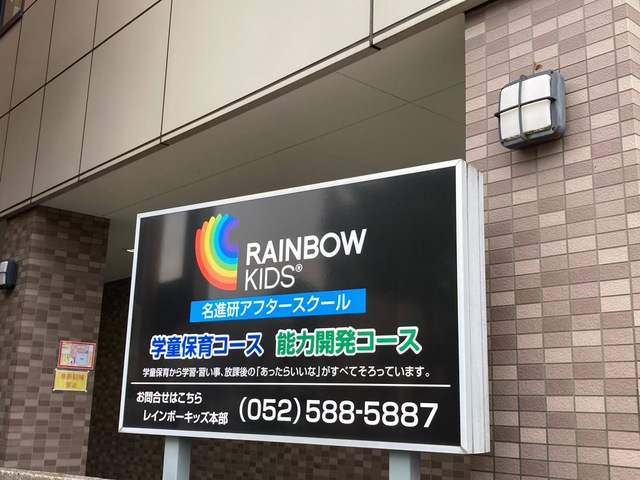 RAINBOW
KIDS®
名進研アフタースクール
学童保育コース 能力開発コース
学童保育から学習・習い事、放課後の「あったらいいな」がすべてそろっています。
お問合せはこちら
レインボーキッズ本部 (052)588-5887